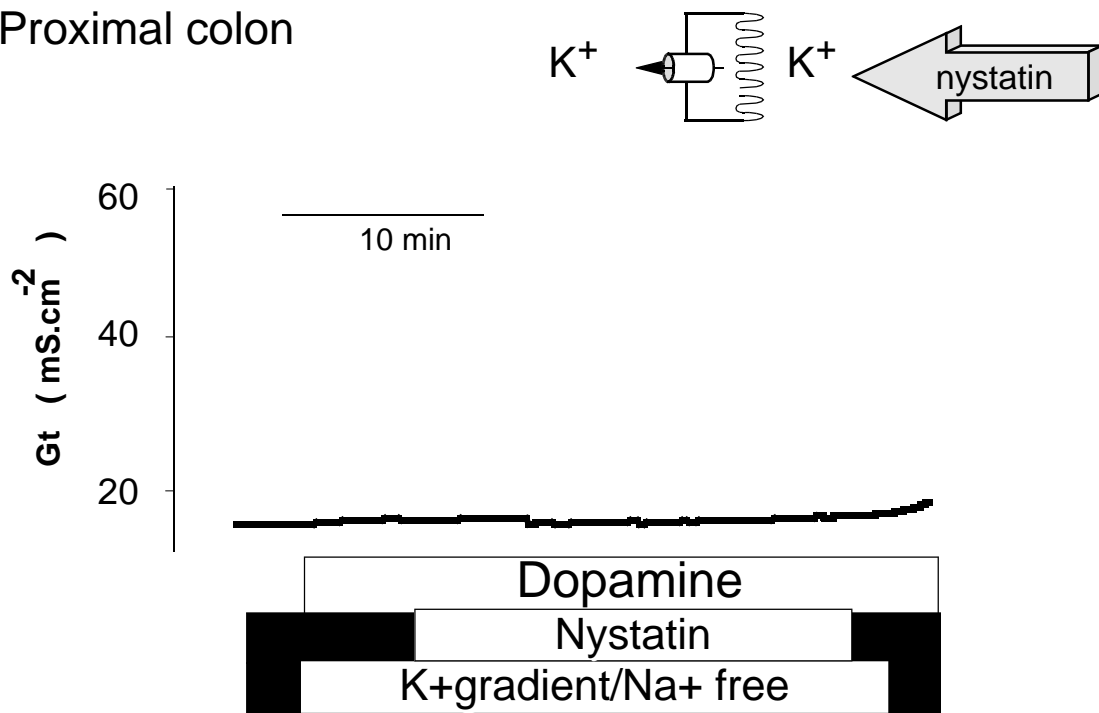 Proximal colon
K+ K+ nystatin
60
10 min
40
20
Gt ( mS.cm-2 )
Dopamine
Nystatin
K+gradient/Na+ free